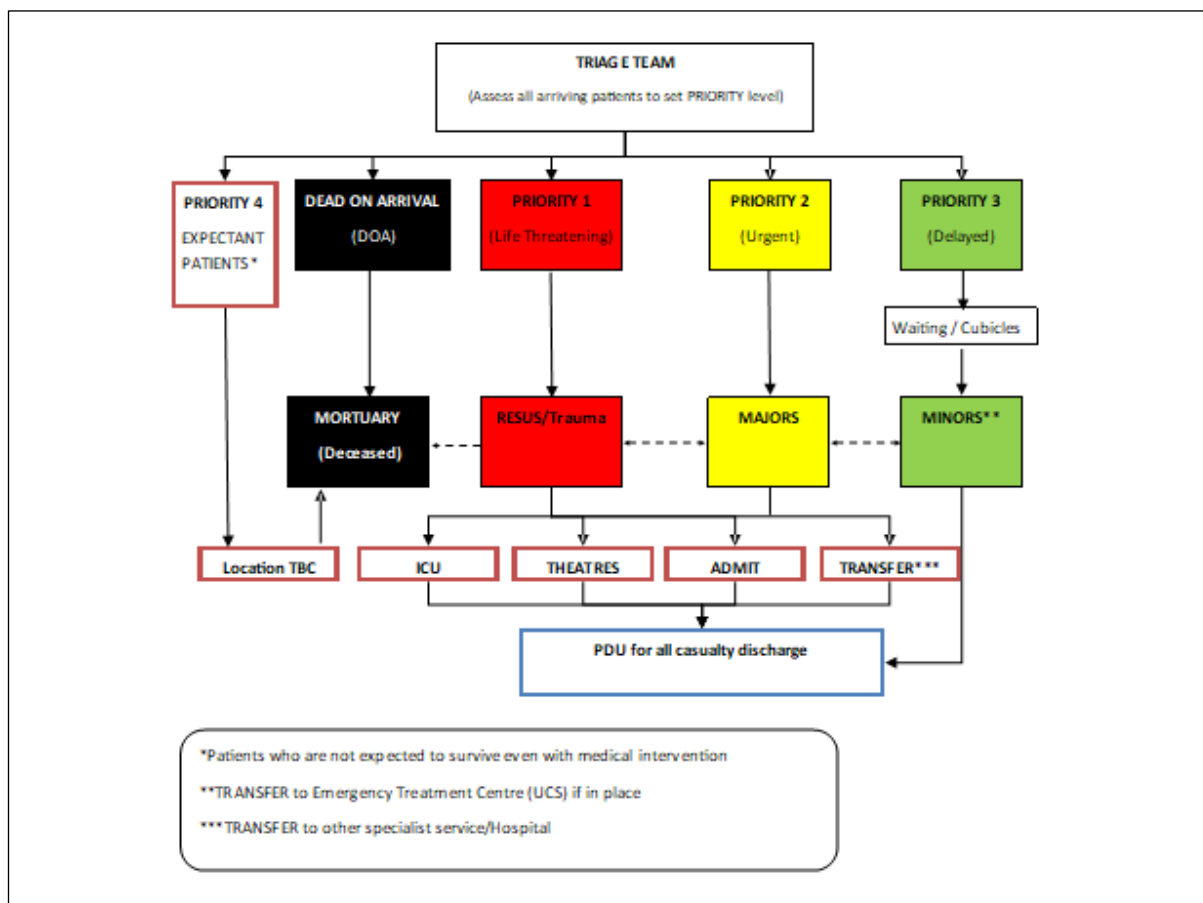 TRIAGE TEAM
(Assess all arriving patients to set PRIORITY level)
PRIORITY 4
EXPECTANT
PATIENTS*
DEAD ON ARRIVAL
(DOA)
PRIORITY 1
(Life Threatening)
PRIORITY 2
(Urgent)
PRIORITY 3
(Delayed)
Waiting / Cubicles
MORTUARY
(Deceased)
RESUS/Trauma
MAJORS
MINORS**
Location TBC
ICU
THEATRES
ADMIT
TRANSFER***
PDU for all casualty discharge
*Patients who are not expected to survive even with medical intervention
**TRANSFER to Emergency Treatment Centre (UCS) if in place
***TRANSFER to other specialist service/Hospital